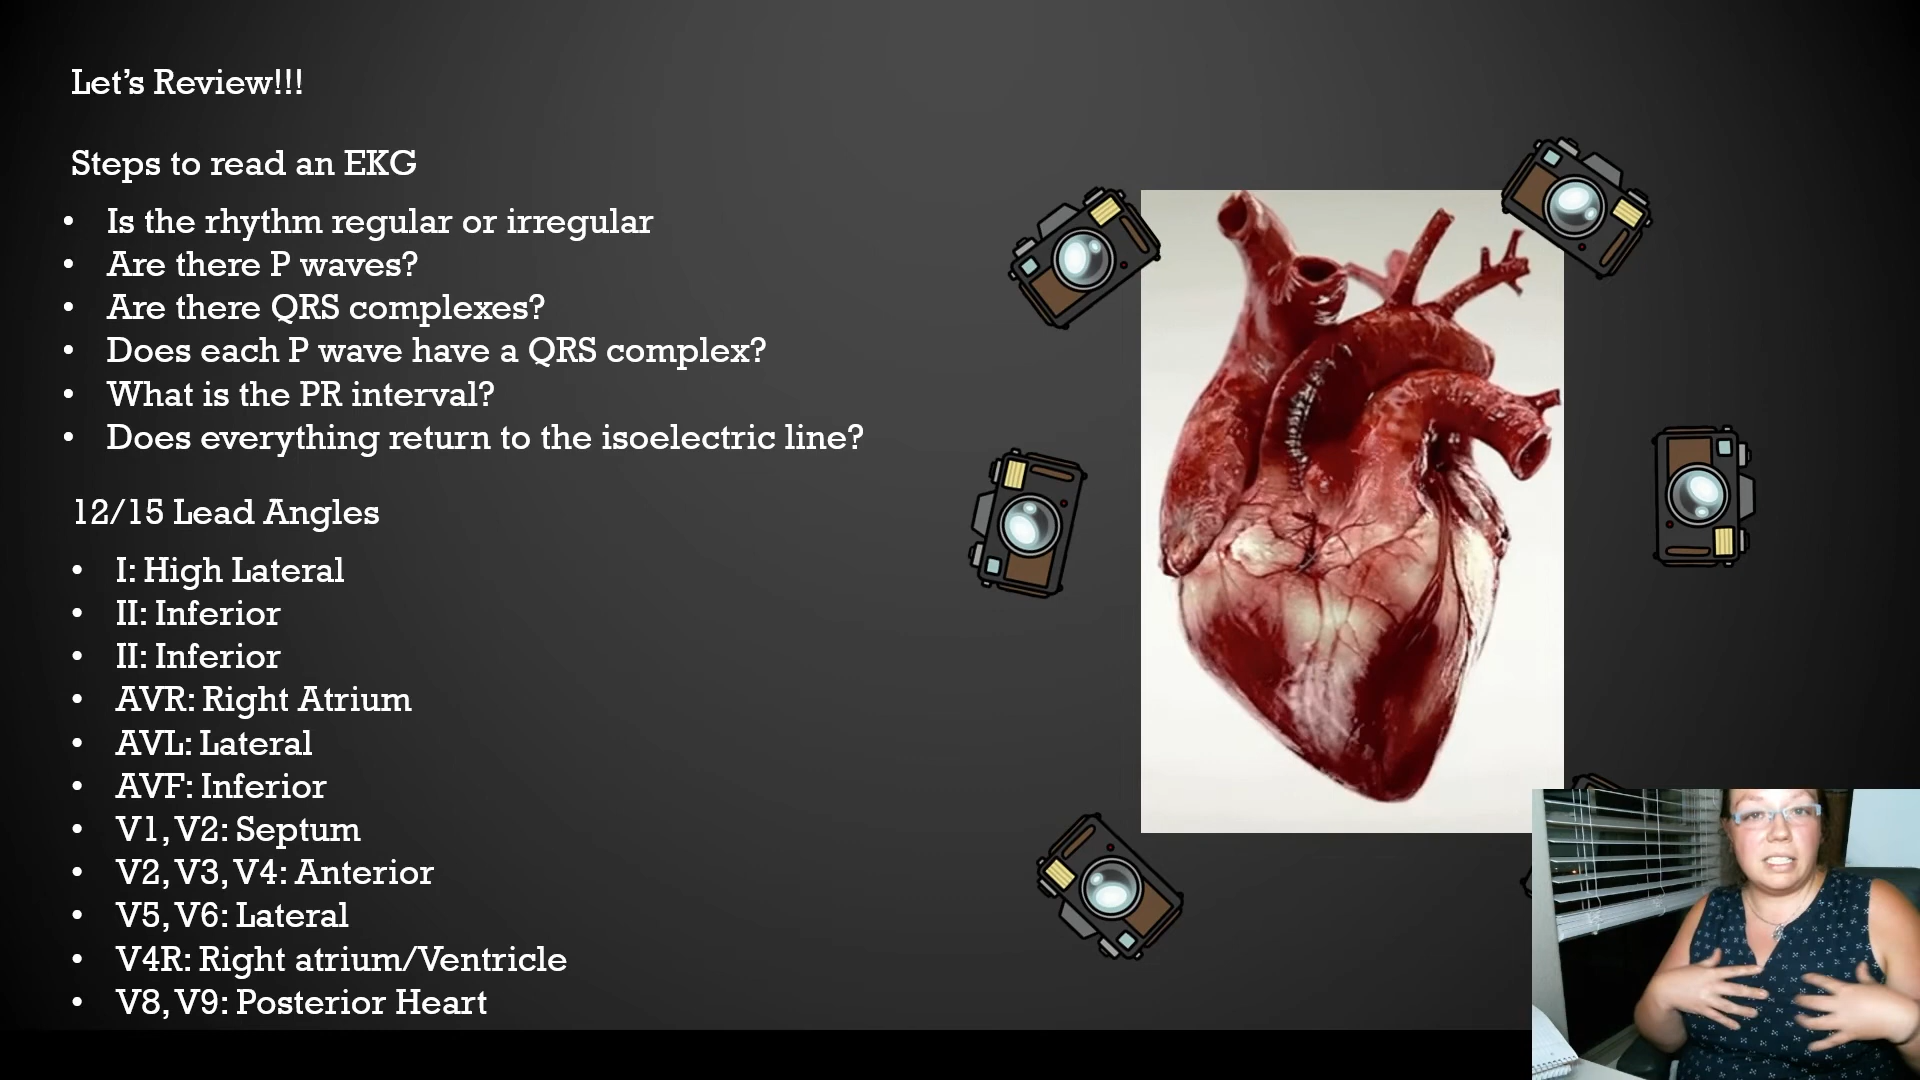 Let's Review!!!
Steps to read an EKG
• Is the rhythm regular or irregular
• Are there P waves?
• Are there QRS complexes?
• Does each P wave have a QRS complex?
• What is the PR interval?
• Does everything return to the isoelectric line?
12/15 Lead Angles
• I: High Lateral
• II: Inferior
• II: Inferior
• AVR: Right Atrium
• AVL: Lateral
• AVF: Inferior
• V1, V2: Septum
• V2, V3, V4: Anterior
• V5, V6: Lateral
• V4R: Right atrium/Ventricle
• V8, V9: Posterior Heart